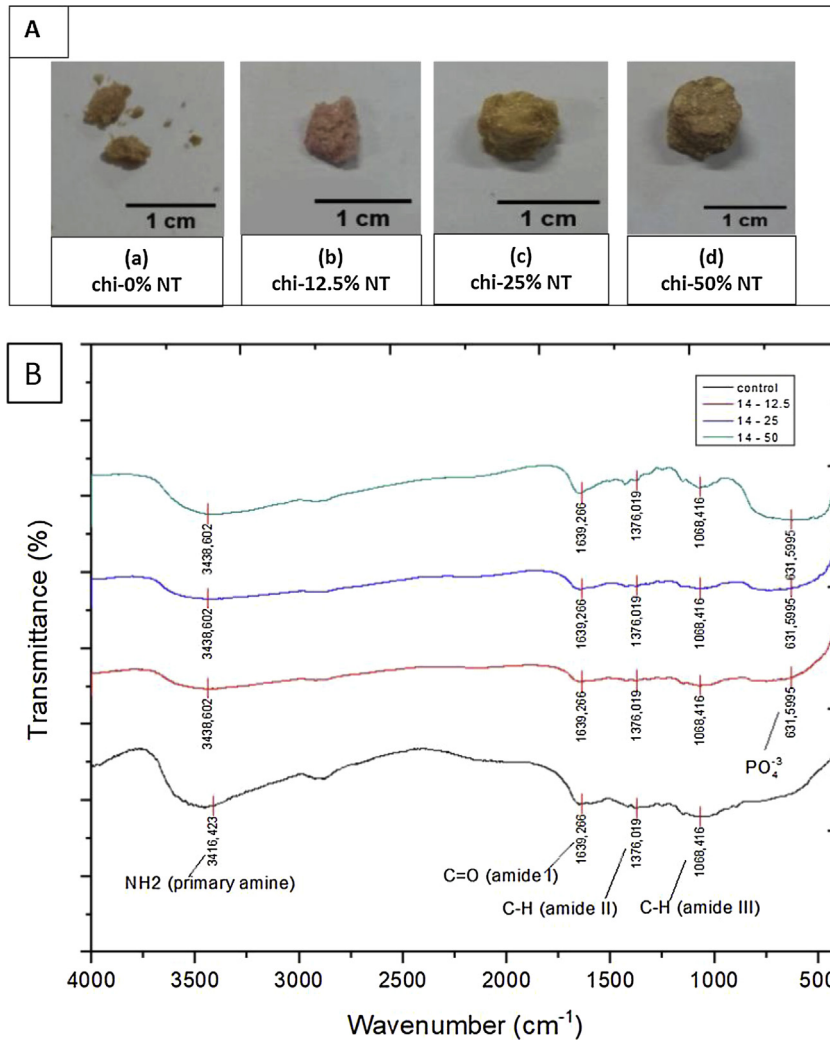 A
1 cm
1 cm
1 cm
1 cm
(a)
chi-0% NT
(b)
chi-12.5% NT
(c)
chi-25% NT
(d)
chi-50% NT
B
control
14 - 12.5
14 - 25
14 - 50
3438,602
1639,266
1376,019
1068,416
631,5995
3438,602
1639,266
1376,019
1068,416
631,5995
3438,602
1639,266
1376,019
1068,416
631,5995
PO₄⁻³
3416,423
1639,266
1376,019
1068,416
NH2 (primary amine)
C=O (amide I)
C-H (amide II)
C-H (amide III)
Transmittance (%)
4000 3500 3000 2500 2000 1500 1000 500
Wavenumber (cm⁻¹)